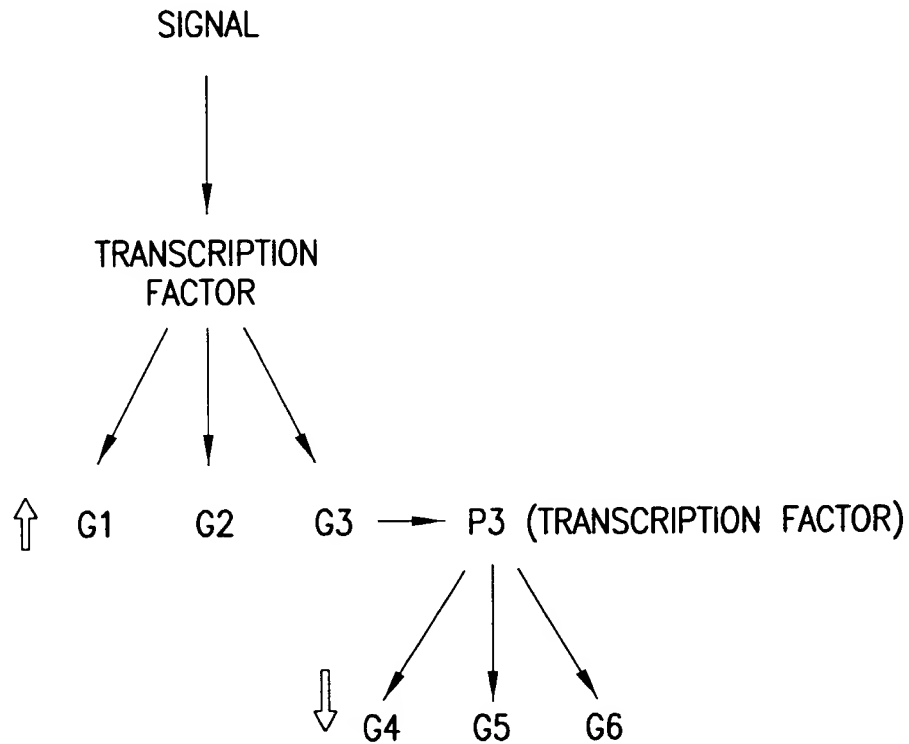 SIGNAL
TRANSCRIPTION
FACTOR
G1 G2 G3 P3 (TRANSCRIPTION FACTOR)
G4 G5 G6